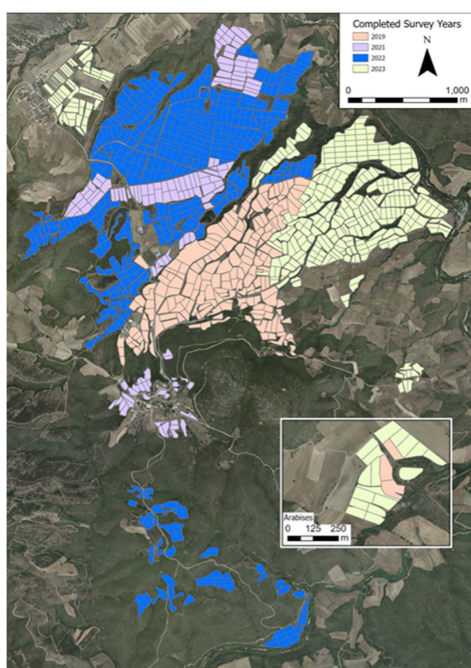 Completed Survey Years
2019
2021
2022
2023
N
0 1,000
m
Arabises
0 125 250
m